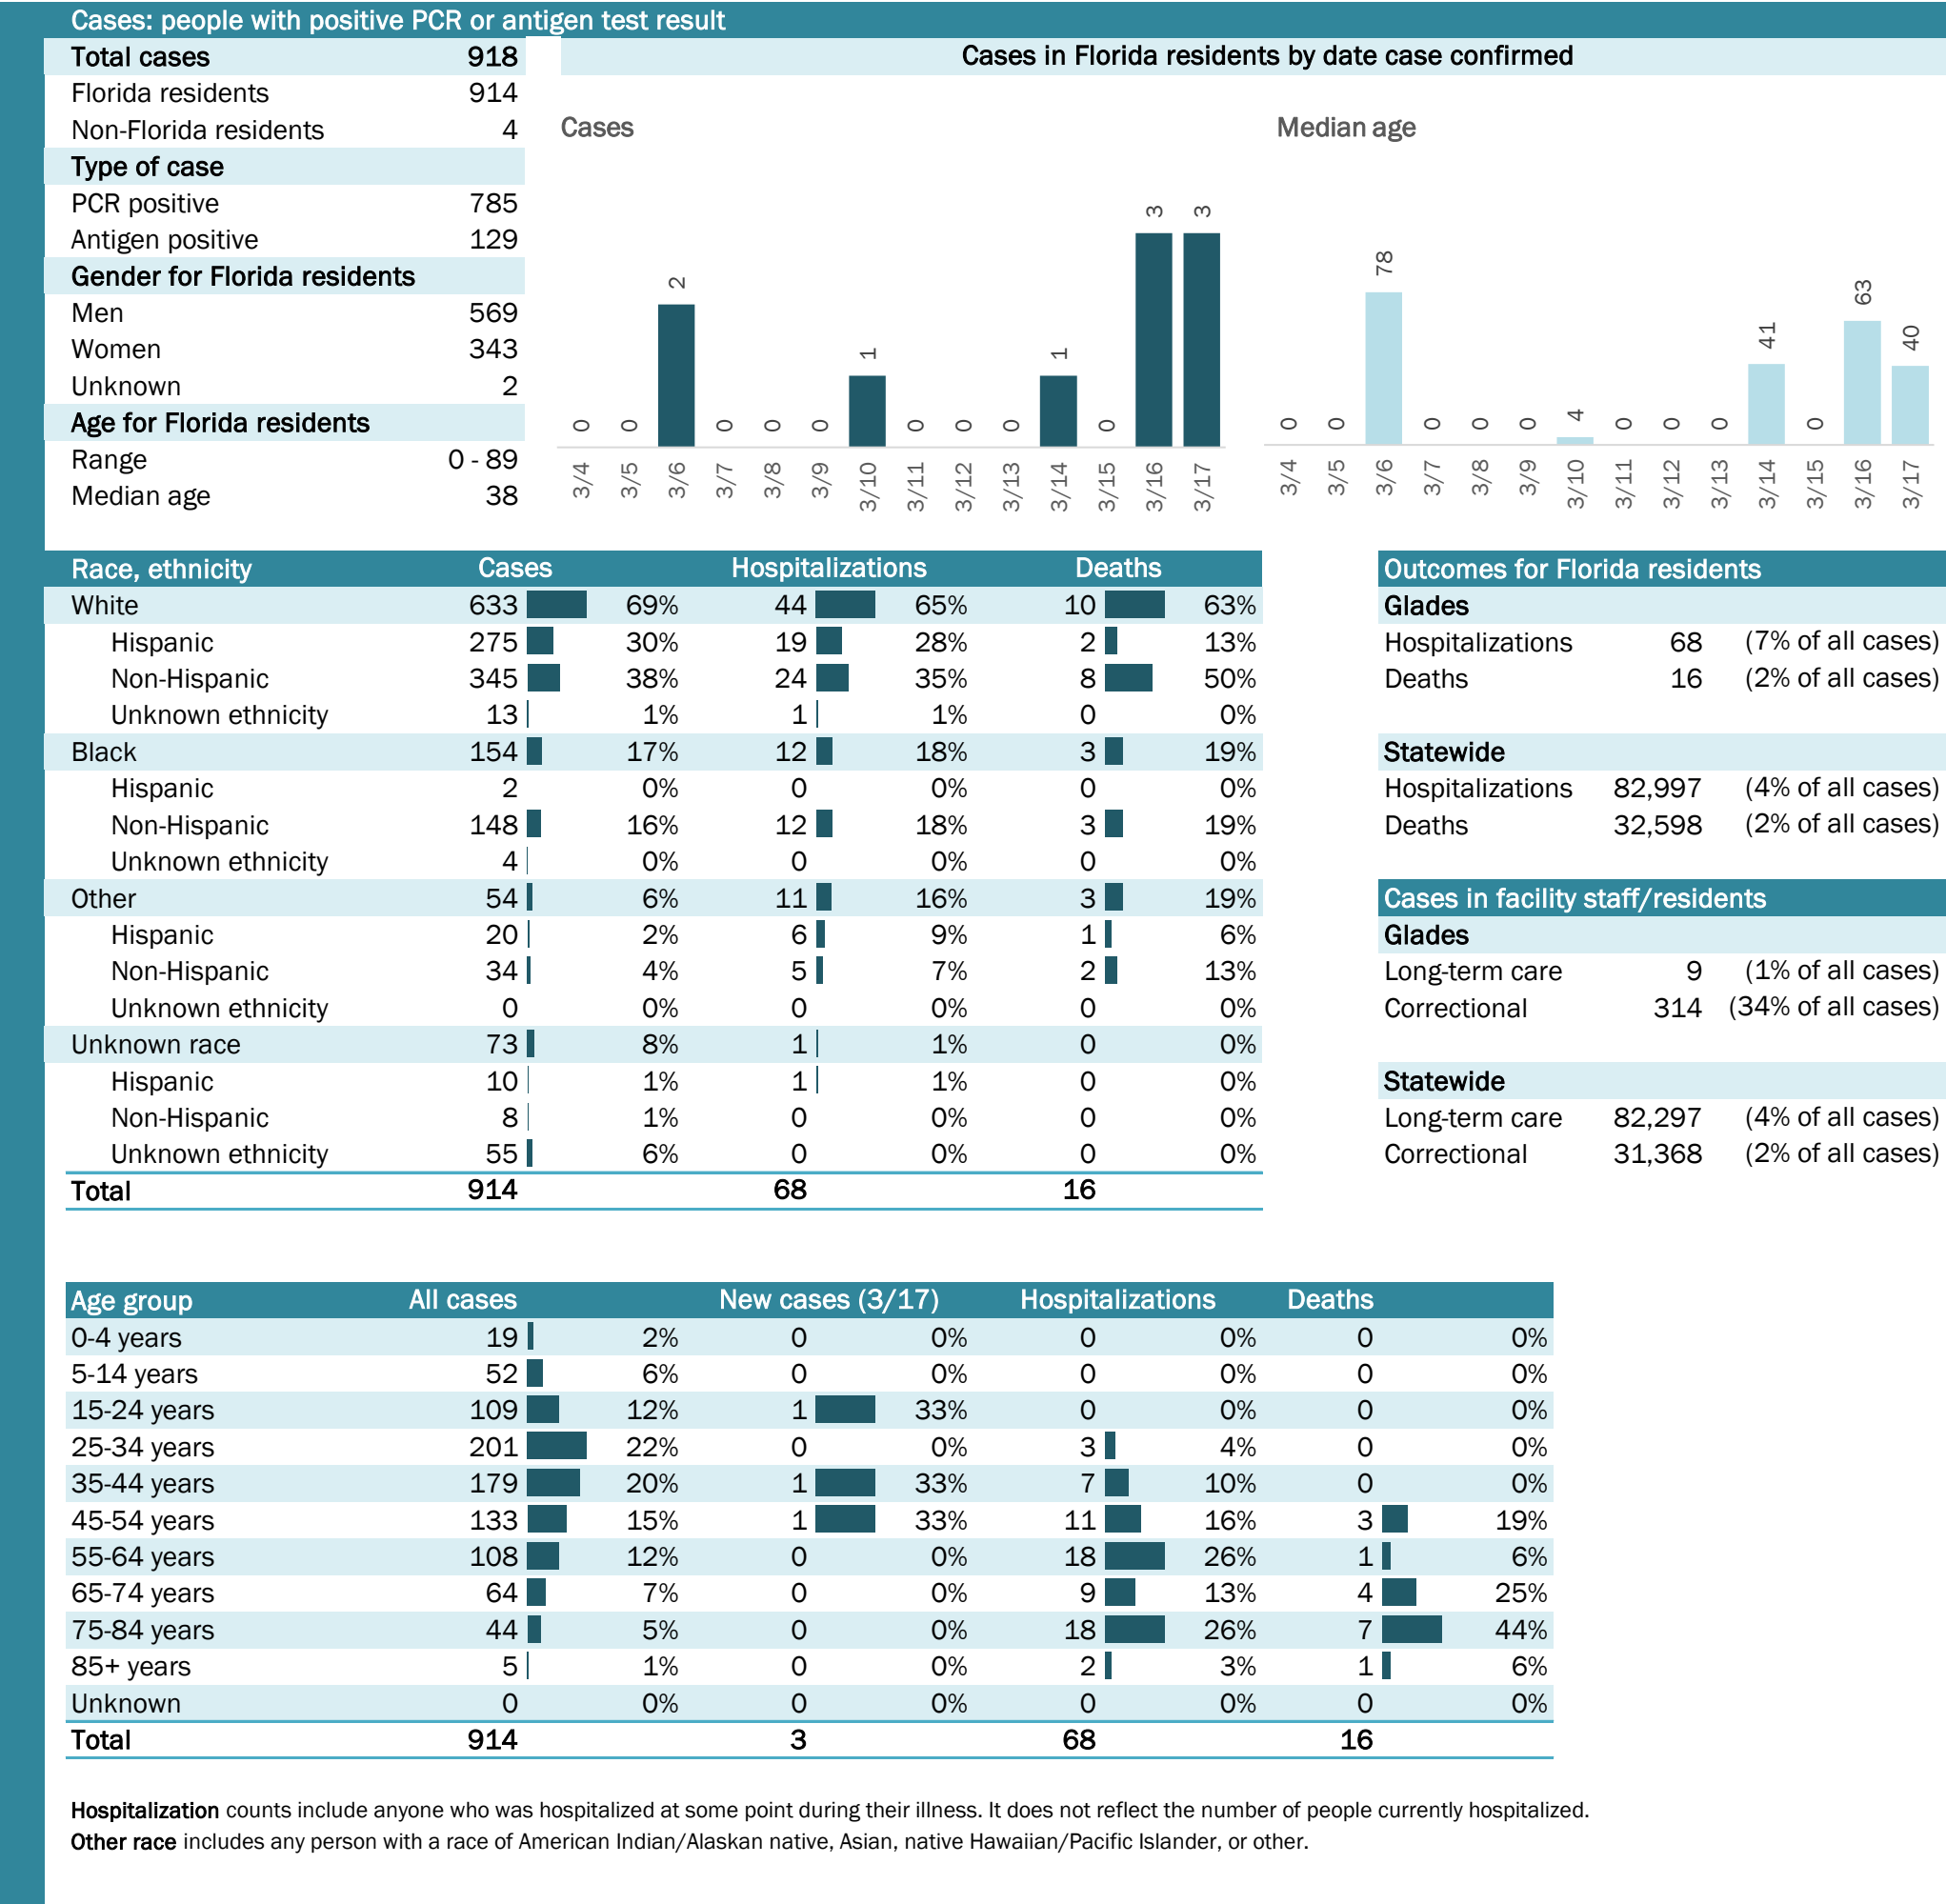 Cases: people with positive PCR or antigen test result
Total cases 918
Florida residents 914
Non-Florida residents 4
Type of case
PCR positive 785
Antigen positive 129
Gender for Florida residents
Men 569
Women 343
Unknown 2
Age for Florida residents
Range 0 - 89
Median age 38
Cases in Florida residents by date case confirmed
Cases
0 0 2 0 0 0 1 0 0 0 1 0 3 3
3/4 3/5 3/6 3/7 3/8 3/9 3/10 3/11 3/12 3/13 3/14 3/15 3/16 3/17
Median age
0 0 78 0 0 0 4 0 0 0 41 0 63 40
3/4 3/5 3/6 3/7 3/8 3/9 3/10 3/11 3/12 3/13 3/14 3/15 3/16 3/17
Race, ethnicity Cases Hospitalizations Deaths
White 633 69% 44 65% 10 63%
Hispanic 275 30% 19 28% 2 13%
Non-Hispanic 345 38% 24 35% 8 50%
Unknown ethnicity 13 1% 1 1% 0 0%
Black 154 17% 12 18% 3 19%
Hispanic 2 0% 0 0% 0 0%
Non-Hispanic 148 16% 12 18% 3 19%
Unknown ethnicity 4 0% 0 0% 0 0%
Other 54 6% 11 16% 3 19%
Hispanic 20 2% 6 9% 1 6%
Non-Hispanic 34 4% 5 7% 2 13%
Unknown ethnicity 0 0% 0 0% 0 0%
Unknown race 73 8% 1 1% 0 0%
Hispanic 10 1% 1 1% 0 0%
Non-Hispanic 8 1% 0 0% 0 0%
Unknown ethnicity 55 6% 0 0% 0 0%
Total 914 68 16
Outcomes for Florida residents
Glades
Hospitalizations 68 (7% of all cases)
Deaths 16 (2% of all cases)
Statewide
Hospitalizations 82,997 (4% of all cases)
Deaths 32,598 (2% of all cases)
Cases in facility staff/residents
Glades
Long-term care 9 (1% of all cases)
Correctional 314 (34% of all cases)
Statewide
Long-term care 82,297 (4% of all cases)
Correctional 31,368 (2% of all cases)
Age group All cases New cases (3/17) Hospitalizations Deaths
0-4 years 19 2% 0 0% 0 0% 0 0%
5-14 years 52 6% 0 0% 0 0% 0 0%
15-24 years 109 12% 1 33% 0 0% 0 0%
25-34 years 201 22% 0 0% 3 4% 0 0%
35-44 years 179 20% 1 33% 7 10% 0 0%
45-54 years 133 15% 1 33% 11 16% 3 19%
55-64 years 108 12% 0 0% 18 26% 1 6%
65-74 years 64 7% 0 0% 9 13% 4 25%
75-84 years 44 5% 0 0% 18 26% 7 44%
85+ years 5 1% 0 0% 2 3% 1 6%
Unknown 0 0% 0 0% 0 0% 0 0%
Total 914 3 68 16
Hospitalization counts include anyone who was hospitalized at some point during their illness. It does not reflect the number of people currently hospitalized.
Other race includes any person with a race of American Indian/Alaskan native, Asian, native Hawaiian/Pacific Islander, or other.